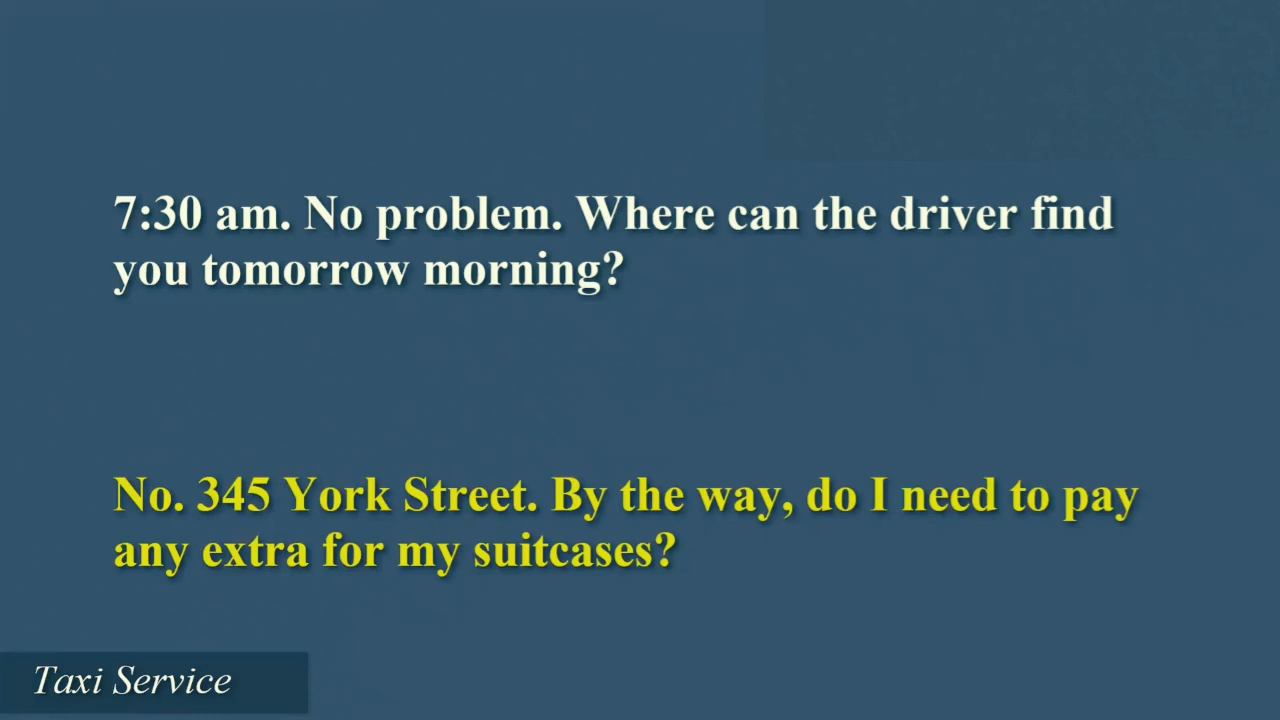 7:30 am. No problem. Where can the driver find
you tomorrow morning?
No. 345 York Street. By the way, do I need to pay
any extra for my suitcases?
Taxi Service